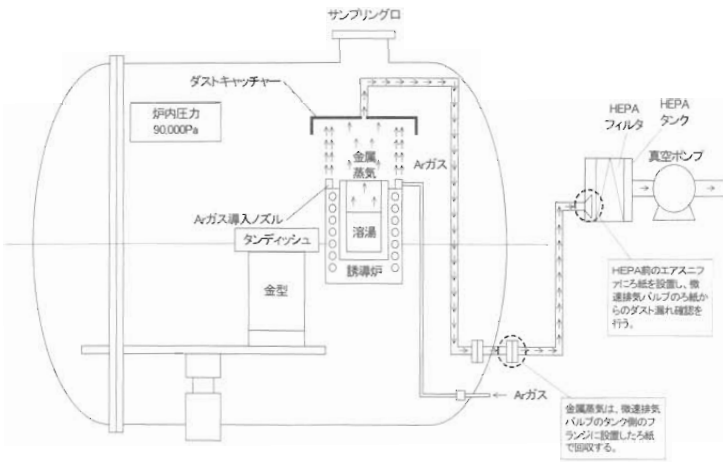 サンプリング口
ダストキャッチャー
炉内圧力
90,000Pa
HEPA
フィルタ
HEPA
タンク
真空ポンプ
金属
蒸気
Arガス
Arガス導入ノズル
タンディッシュ
溶湯
誘導炉
金型
HEPA前のエアスニフ
ァにろ紙を設置し、微
速排気バルブのろ紙か
らのダスト漏れ確認を
行う。
Arガス
金属蒸気は、微速排気
バルブのタンク側のフ
ランジに設置したろ紙
で回収する。